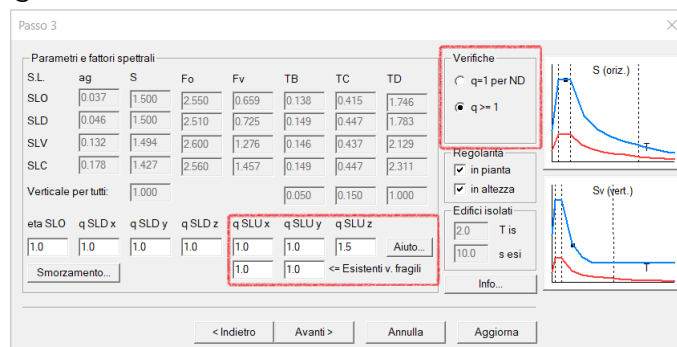 Passo 3
Parametri e fattori spettrali
S.L. ag S Fo Fv TB TC TD
SLO 0.037 1.500 2.550 0.659 0.138 0.415 1.746
SLD 0.046 1.500 2.510 0.725 0.149 0.447 1.783
SLV 0.132 1.494 2.600 1.276 0.146 0.437 2.129
SLC 0.178 1.427 2.560 1.457 0.149 0.447 2.311
Verticale per tutti: 1.000 0.050 0.150 1.000
eta SLO q SLD x q SLD y q SLD z q SLU x q SLU y q SLU z
1.0 1.0 1.0 1.0 1.0 1.0 1.5 Aiuto...
Smorzamento... 1.0 1.0 <= Esistenti v. fragili
Verifiche
q=1 per ND
q >= 1
Regolarità
in pianta
in altezza
Edifici isolati
2.0 T is
10.0 s esi
Info...
S (oriz.)
T
Sv (vert.)
T
< Indietro Avanti > Annulla Aggiorna